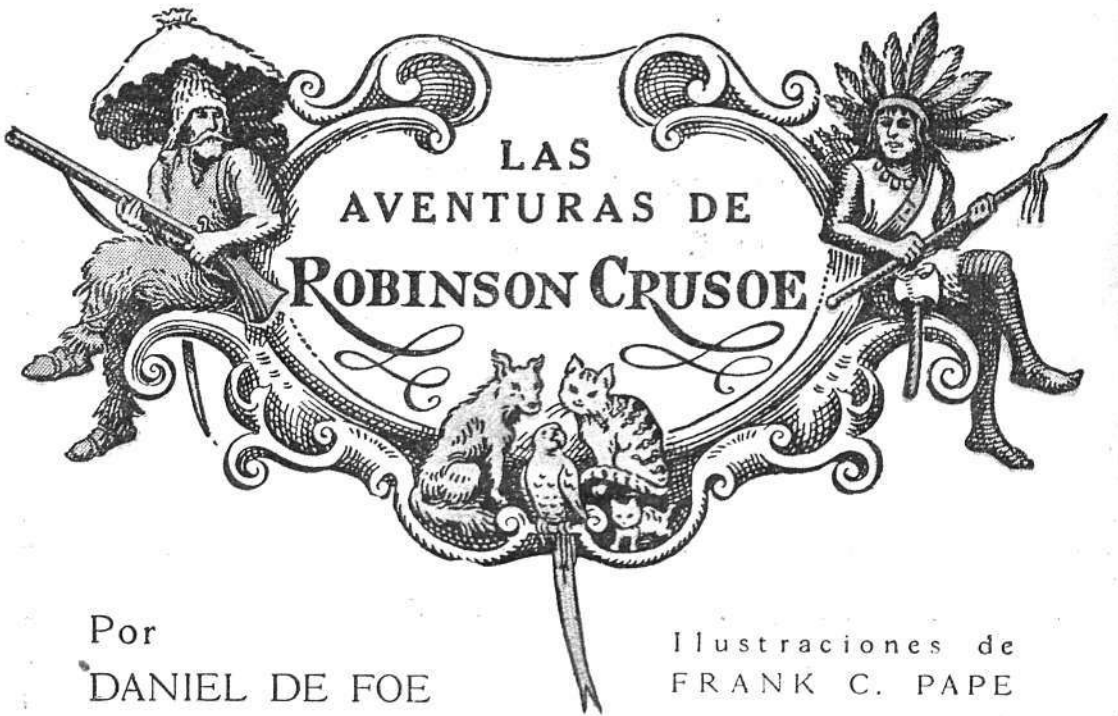 LAS
AVENTURAS DE
ROBINSON CRUSOE
Por
DANIEL DE FOE
Ilustraciones de
FRANK C. PAPE